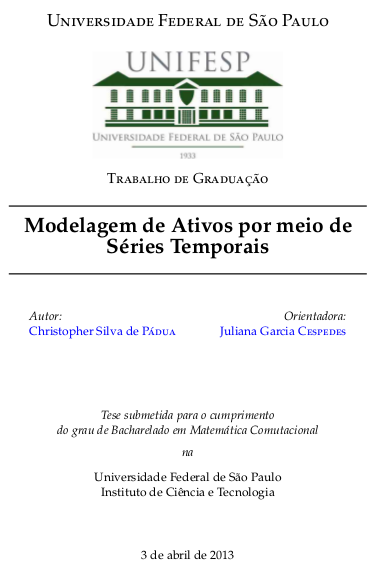 Universidade Federal de São Paulo
UNIFESP
Universidade Federal de São Paulo
1933
Trabalho de Graduação
Modelagem de Ativos por meio de
Séries Temporais
Autor: Orientadora:
Christopher Silva de Pádua Juliana Garcia Cespedes
Tese submetida para o cumprimento
do grau de Bacharelado em Matemática Comutacional
na
Universidade Federal de São Paulo
Instituto de Ciência e Tecnologia
3 de abril de 2013